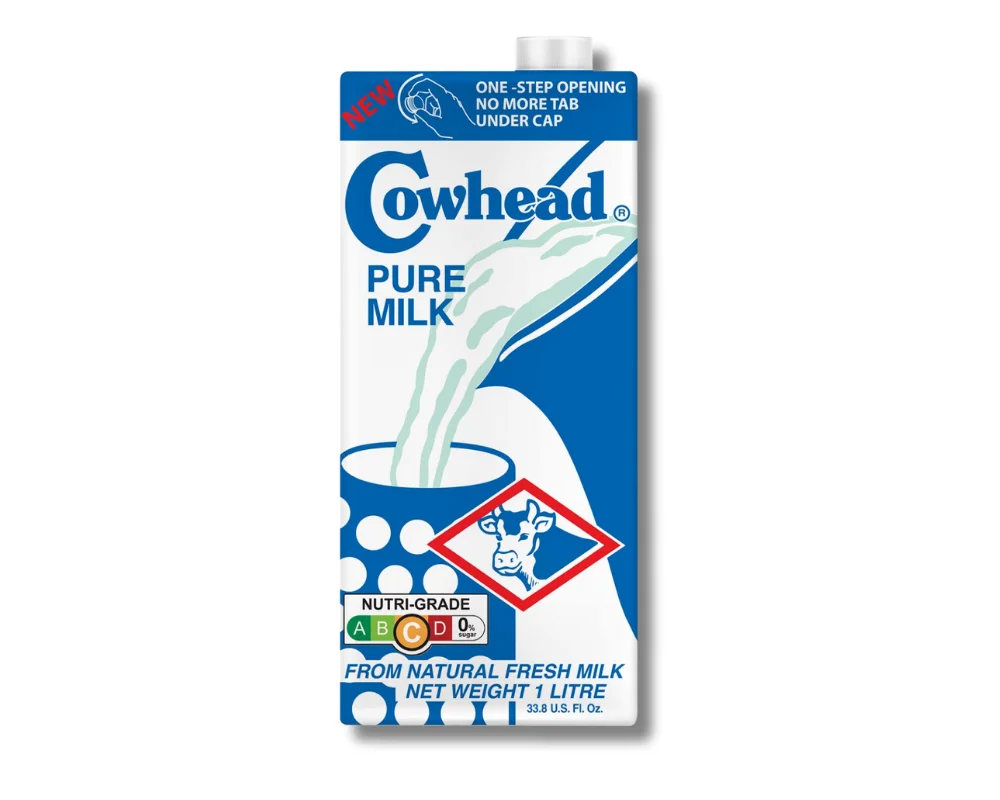 NEW
ONE -STEP OPENING
NO MORE TAB
UNDER CAP
Cowhead ®
PURE
MILK
NUTRI-GRADE
A B C D 0% sugar
FROM NATURAL FRESH MILK
NET WEIGHT 1 LITRE
33.8 U.S. Fl. Oz.